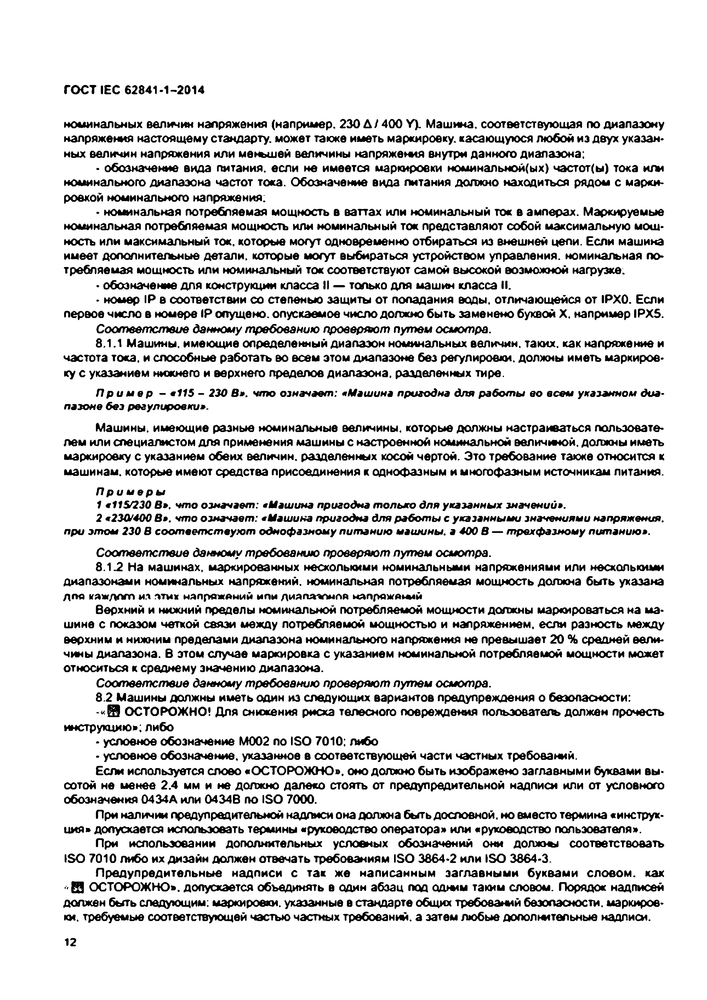 ГОСТ IEC 62841-1–2014
номинальных величин напряжения (например, 230 Δ / 400 Y). Машина, соответствующая по диапазону
напряжения настоящему стандарту, может также иметь маркировку, касающуюся любой из двух указан-
ных величин напряжения или меньшей величины напряжения внутри данного диапазона;
- обозначение вида питания, если не имеется маркировки номинальной(ых) частот(ы) тока или
номинального диапазона частот тока. Обозначение вида питания должно находиться рядом с марки-
ровкой номинального напряжения;
- номинальная потребляемая мощность в ваттах или номинальный ток в амперах. Маркируемые
номинальная потребляемая мощность или номинальный ток представляют собой максимальную мощ-
ность или максимальный ток, которые могут одновременно отбираться из внешней цепи. Если машина
имеет дополнительные детали, которые могут выбираться устройством управления, номинальная по-
требляемая мощность или номинальный ток соответствуют самой высокой возможной нагрузке;
- обозначение для конструкции класса II — только для машин класса II.
- номер IP в соответствии со степенью защиты от попадания воды, отличающейся от IPX0. Если
первое число в номере IP опущено, опускаемое число должно быть заменено буквой X, например IPX5.
Соответствие данному требованию проверяют путем осмотра.
8.1.1 Машины, имеющие определенный диапазон номинальных величин, таких, как напряжение и
частота тока, и способные работать во всем этом диапазоне без регулировки, должны иметь маркиров-
ку с указанием нижнего и верхнего пределов диапазона, разделенных тире.
Пример – «115 – 230 В», что означает: «Машина пригодна для работы во всем указанном диа-
пазоне без регулировки».
Машины, имеющие разные номинальные величины, которые должны настраиваться пользовате-
лем или специалистом для применения машины с настроенной номинальной величиной, должны иметь
маркировку с указанием обеих величин, разделенных косой чертой. Это требование также относится к
машинам, которые имеют средства присоединения к однофазным и многофазным источникам питания.
Примеры
1 «115/230 В», что означает: «Машина пригодна только для указанных значений».
2 «230/400 В», что означает: «Машина пригодна для работы с указанными значениями напряжения,
при этом 230 В соответствуют однофазному питанию машины, а 400 В — трехфазному питанию».
Соответствие данному требованию проверяют путем осмотра.
8.1.2 На машинах, маркированных несколькими номинальными напряжениями или несколькими
диапазонами номинальных напряжений, номинальная потребляемая мощность должна быть указана
для каждого из этих напряжений или диапазонов напряжений
Верхний и нижний пределы номинальной потребляемой мощности должны маркироваться на ма-
шине с показом четкой связи между потребляемой мощностью и напряжением, если разность между
верхним и нижним пределами диапазона номинального напряжения не превышает 20 % средней вели-
чины диапазона. В этом случае маркировка с указанием номинальной потребляемой мощности может
относиться к среднему значению диапазона.
Соответствие данному требованию проверяют путем осмотра.
8.2 Машины должны иметь один из следующих вариантов предупреждения о безопасности:
-« ОСТОРОЖНО! Для снижения риска телесного повреждения пользователь должен прочесть
инструкцию»; либо
- условное обозначение M002 по ISO 7010; либо
- условное обозначение, указанное в соответствующей части частных требований.
Если используется слово «ОСТОРОЖНО», оно должно быть изображено заглавными буквами вы-
сотой не менее 2,4 мм и не должно далеко стоять от предупредительной надписи или от условного
обозначения 0434A или 0434B по ISO 7000.
При наличии предупредительной надписи она должна быть дословной, но вместо термина «инструк-
ция» допускается использовать термины «руководство оператора» или «руководство пользователя».
При использовании дополнительных условных обозначений они должны соответствовать
ISO 7010 либо их дизайн должен отвечать требованиям ISO 3864-2 или ISO 3864-3.
Предупредительные надписи с так же написанным заглавными буквами словом, как
« ОСТОРОЖНО», допускается объединять в один абзац под одним таким словом. Порядок надписей
должен быть следующим: маркировки, указанные в стандарте общих требований безопасности, маркиров-
ки, требуемые соответствующей частью частных требований, а затем любые дополнительные надписи.
12